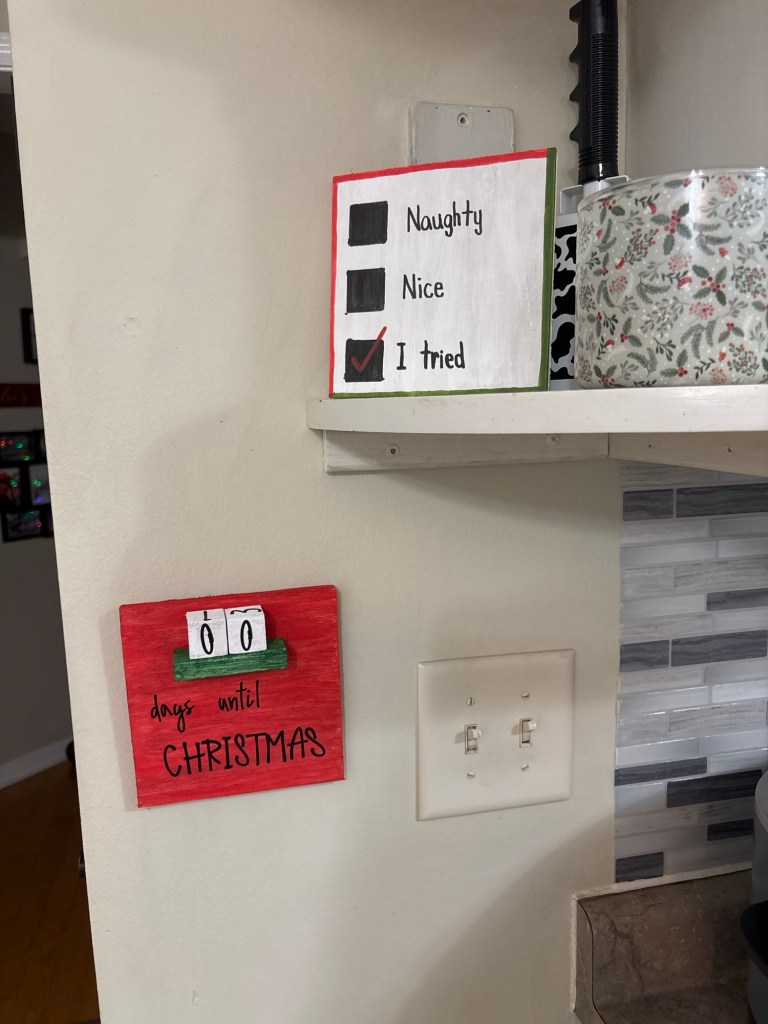 Naughty
Nice
I tried
00
days until
CHRISTMAS